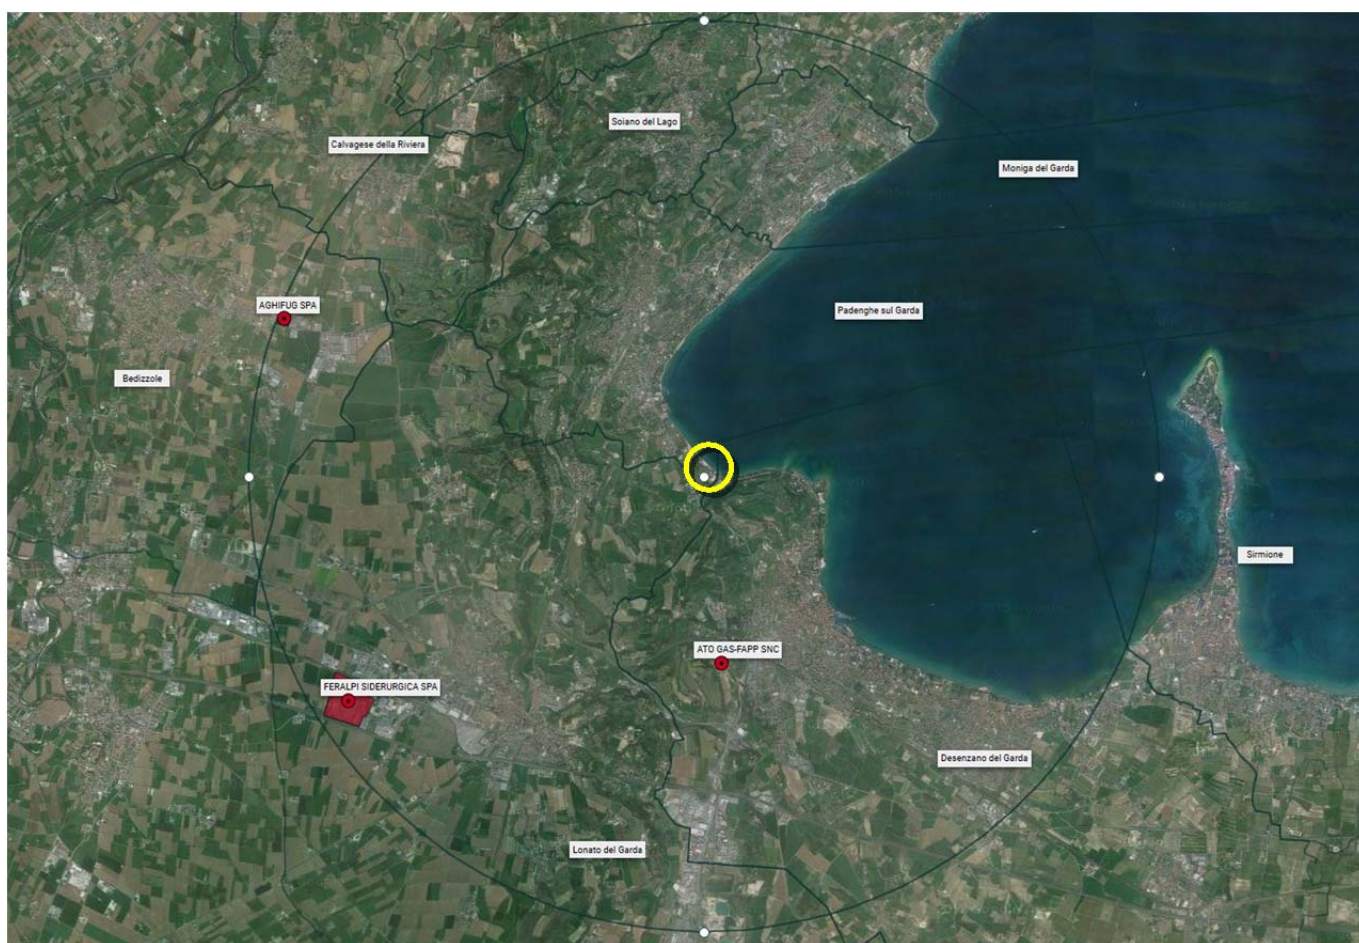 Soiano del Lago
Calvagese della Riviera
Moniga del Garda
AGHIFUG SPA
Padenghe sul Garda
Bedizzole
Sirmione
ATO GAS-FAPP SNC
FERALPI SIDERURGICA SPA
Desenzano del Garda
Lonato del Garda